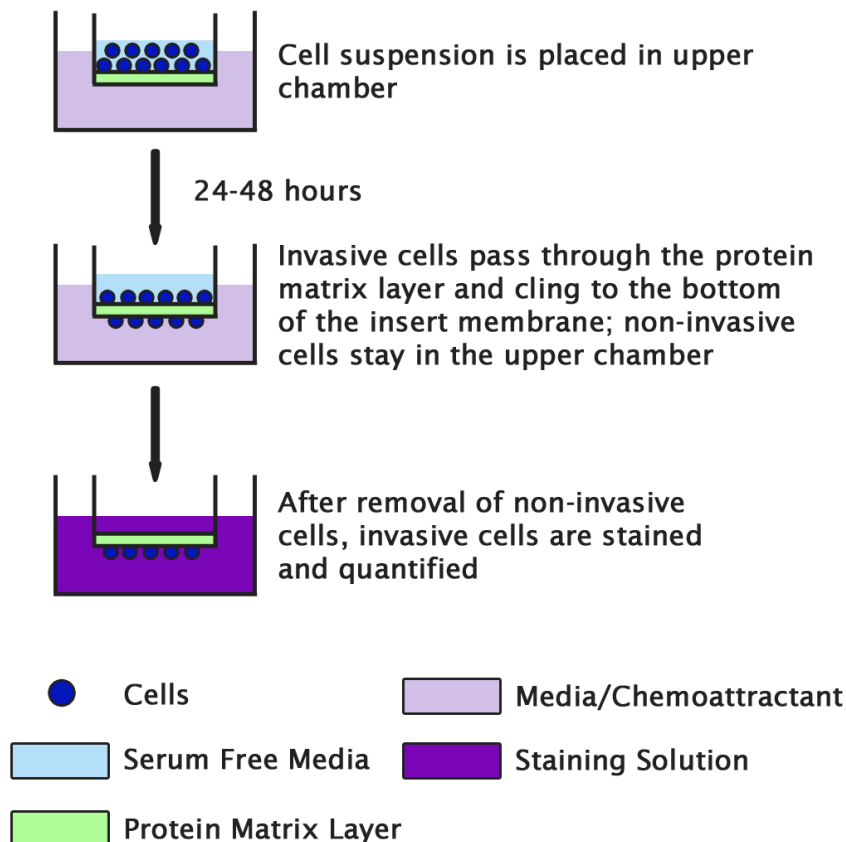 Cell suspension is placed in upper
chamber
24-48 hours
Invasive cells pass through the protein
matrix layer and cling to the bottom
of the insert membrane; non-invasive
cells stay in the upper chamber
After removal of non-invasive
cells, invasive cells are stained
and quantified
Cells
Media/Chemoattractant
Serum Free Media
Staining Solution
Protein Matrix Layer